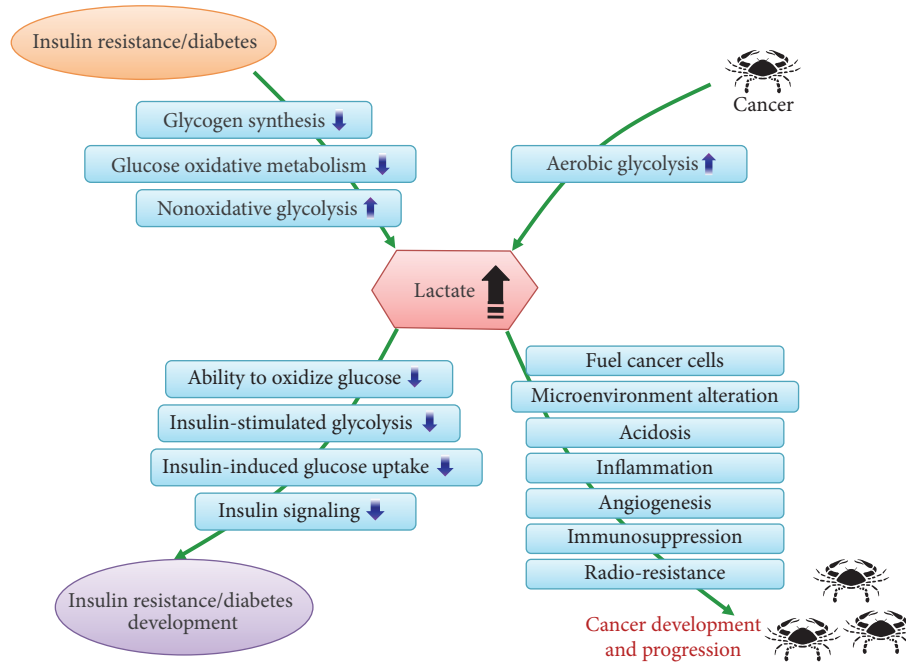 Insulin resistance/diabetes
Cancer
Glycogen synthesis
Glucose oxidative metabolism
Nonoxidative glycolysis
Aerobic glycolysis
Lactate
Ability to oxidize glucose
Insulin-stimulated glycolysis
Insulin-induced glucose uptake
Insulin signaling
Insulin resistance/diabetes
development
Fuel cancer cells
Microenvironment alteration
Acidosis
Inflammation
Angiogenesis
Immunosuppression
Radio-resistance
Cancer development
and progression